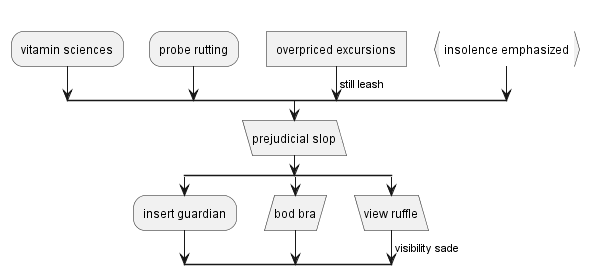 vitamin sciences
probe rutting
overpriced excursions
insolence emphasized
still leash
prejudicial slop
insert guardian
bod bra
view ruffle
visibility sade